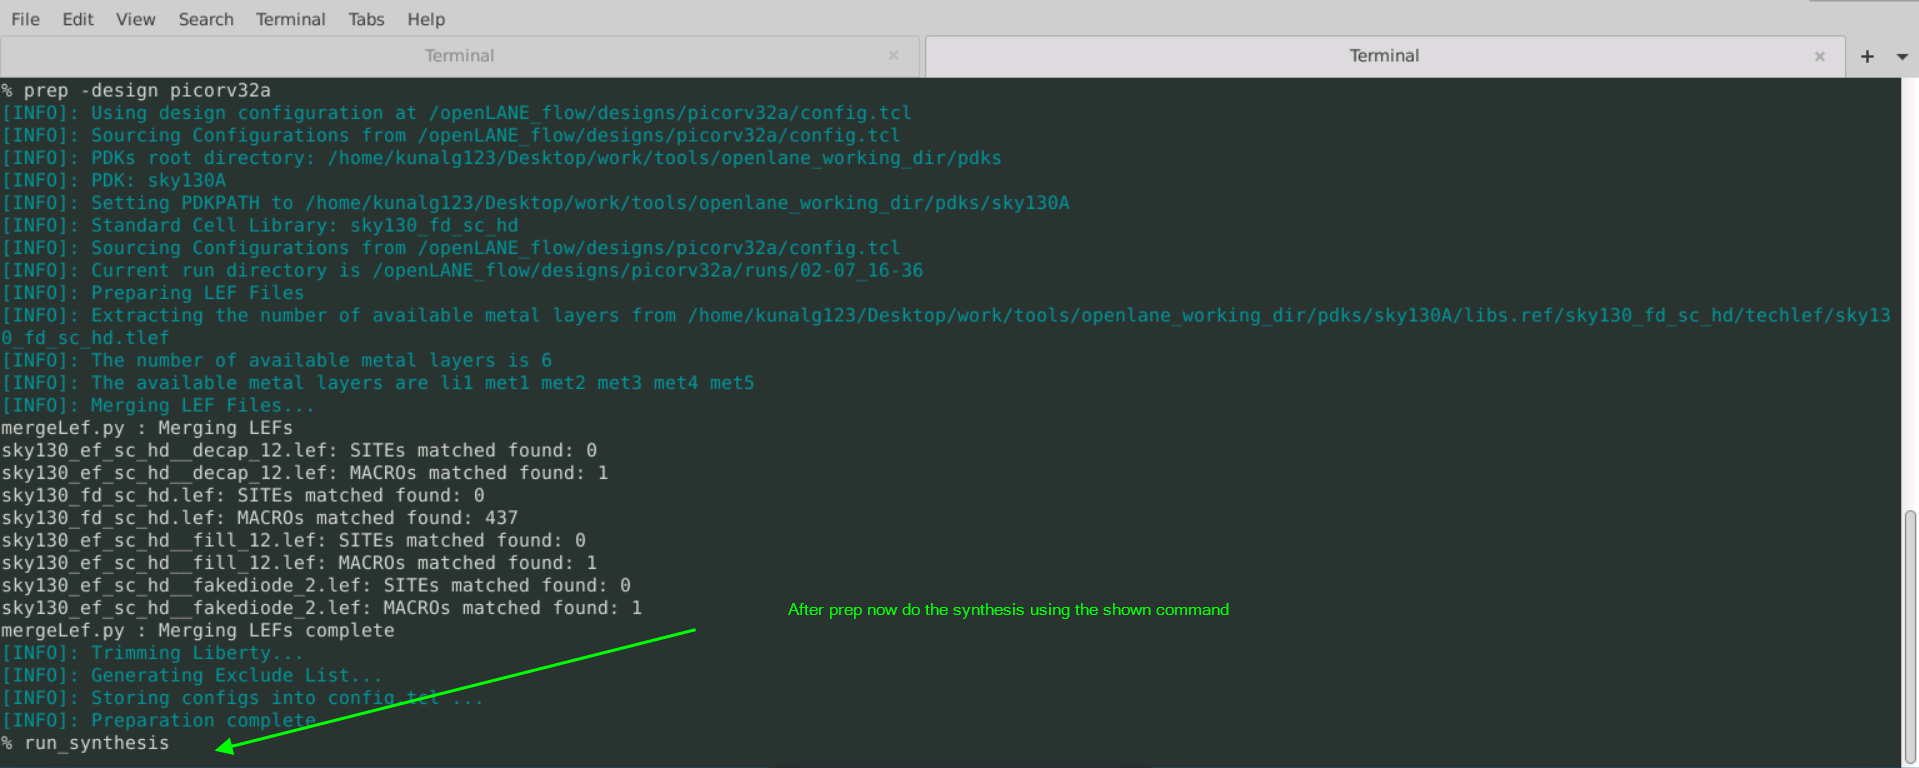 File Edit View Search Terminal Tabs Help
Terminal × Terminal × +
% prep -design picorv32a
[INFO]: Using design configuration at /openLANE_flow/designs/picorv32a/config.tcl
[INFO]: Sourcing Configurations from /openLANE_flow/designs/picorv32a/config.tcl
[INFO]: PDKs root directory: /home/kunalg123/Desktop/work/tools/openlane_working_dir/pdks
[INFO]: PDK: sky130A
[INFO]: Setting PDKPATH to /home/kunalg123/Desktop/work/tools/openlane_working_dir/pdks/sky130A
[INFO]: Standard Cell Library: sky130_fd_sc_hd
[INFO]: Sourcing Configurations from /openLANE_flow/designs/picorv32a/config.tcl
[INFO]: Current run directory is /openLANE_flow/designs/picorv32a/runs/02-07_16-36
[INFO]: Preparing LEF Files
[INFO]: Extracting the number of available metal layers from /home/kunalg123/Desktop/work/tools/openlane_working_dir/pdks/sky130A/libs.ref/sky130_fd_sc_hd/techlef/sky13
0_fd_sc_hd.tlef
[INFO]: The number of available metal layers is 6
[INFO]: The available metal layers are li1 met1 met2 met3 met4 met5
[INFO]: Merging LEF Files...
mergeLef.py : Merging LEFs
sky130_ef_sc_hd__decap_12.lef: SITEs matched found: 0
sky130_ef_sc_hd__decap_12.lef: MACROs matched found: 1
sky130_fd_sc_hd.lef: SITEs matched found: 0
sky130_fd_sc_hd.lef: MACROs matched found: 437
sky130_ef_sc_hd__fill_12.lef: SITEs matched found: 0
sky130_ef_sc_hd__fill_12.lef: MACROs matched found: 1
sky130_ef_sc_hd__fakediode_2.lef: SITEs matched found: 0
sky130_ef_sc_hd__fakediode_2.lef: MACROs matched found: 1
After prep now do the synthesis using the shown command
mergeLef.py : Merging LEFs complete
[INFO]: Trimming Liberty...
[INFO]: Generating Exclude List...
[INFO]: Storing configs into config.tcl ...
[INFO]: Preparation complete
% run_synthesis